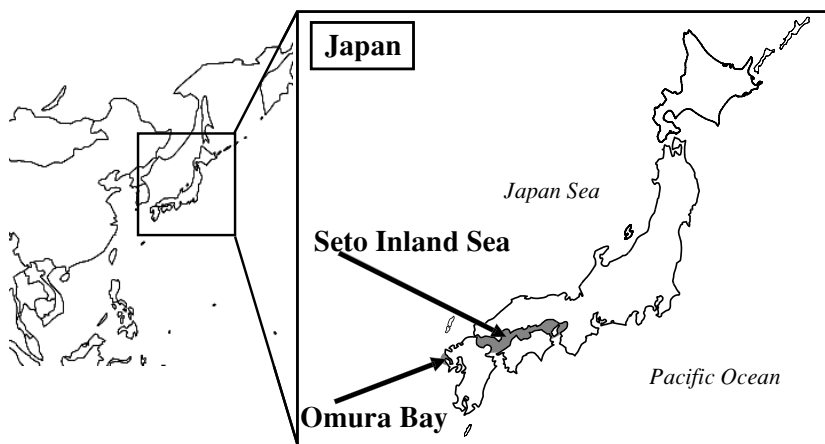 Japan
Japan Sea
Seto Inland Sea
Pacific Ocean
Omura Bay